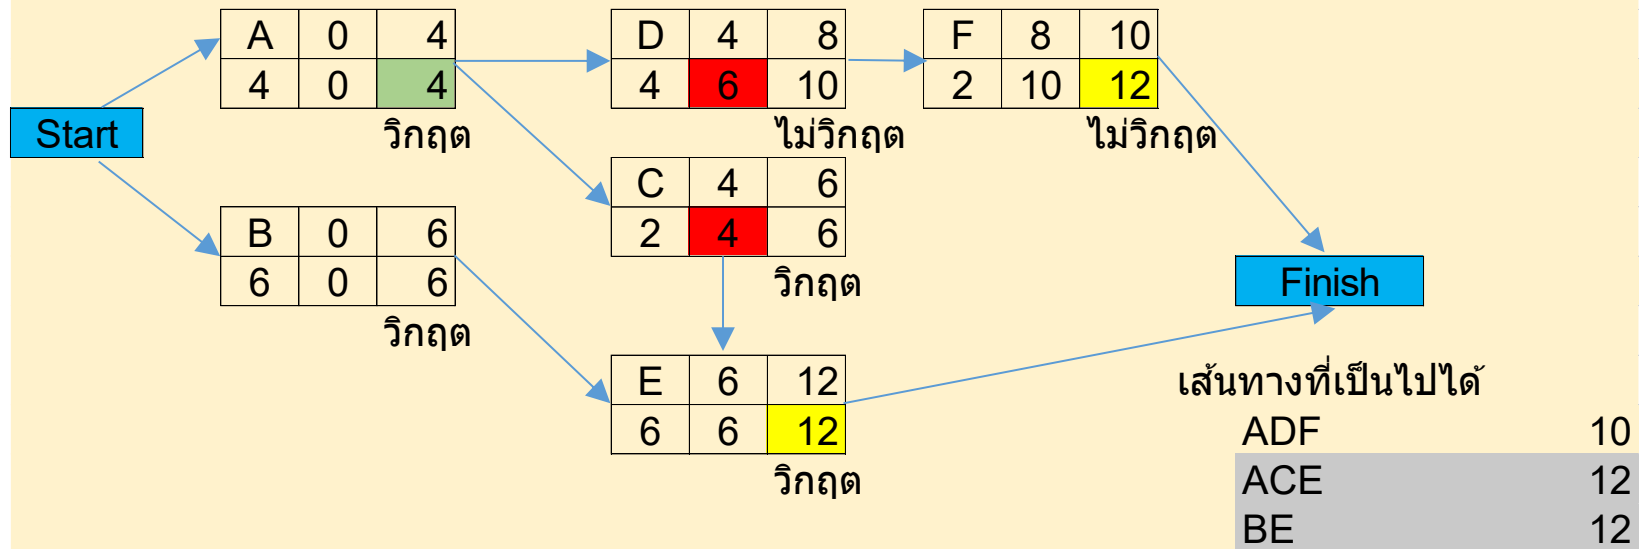 A 0 4
4 0 4
วิกฤต
D 4 8
4 6 10
ไม่วิกฤต
F 8 10
2 10 12
ไม่วิกฤต
Start
C 4 6
2 4 6
วิกฤต
B 0 6
6 0 6
วิกฤต
Finish
E 6 12
6 6 12
วิกฤต
เส้นทางที่เป็นไปได้
ADF 10
ACE 12
BE 12